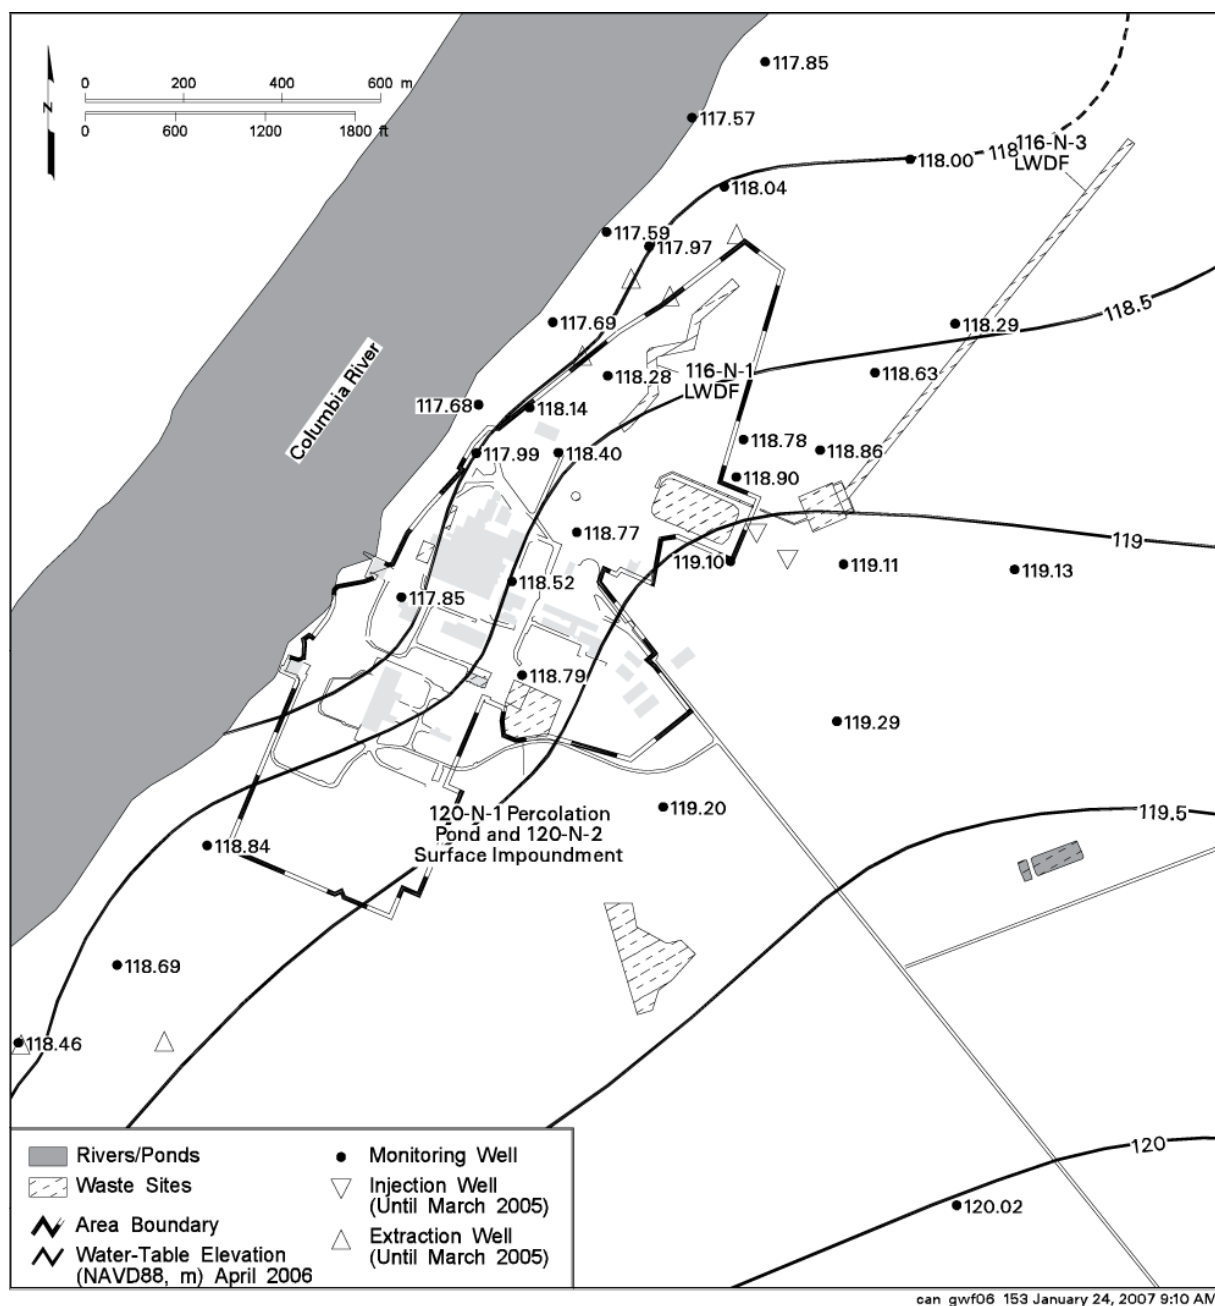 117.85
0 200 400 600 m
N
117.57
0 600 1200 1800 ft
118
116-N-3
LWDF
118.00
118.04
117.59
117.97
118.5
117.69
118.29
Columbia River
116-N-1
LWDF
118.28
118.63
117.68
118.14
118.78
118.86
117.99
118.40
118.90
118.77
119
119.10
119.11
119.13
118.52
117.85
118.79
119.29
119.20
119.5
120-N-1 Percolation
Pond and 120-N-2
Surface Impoundment
118.84
118.69
118.46
120
120.02
Rivers/Ponds
Waste Sites
Area Boundary
Water-Table Elevation
(NAVD88, m) April 2006
Monitoring Well
Injection Well
(Until March 2005)
Extraction Well
(Until March 2005)
can_gwf06_153 January 24, 2007 9:10 AM